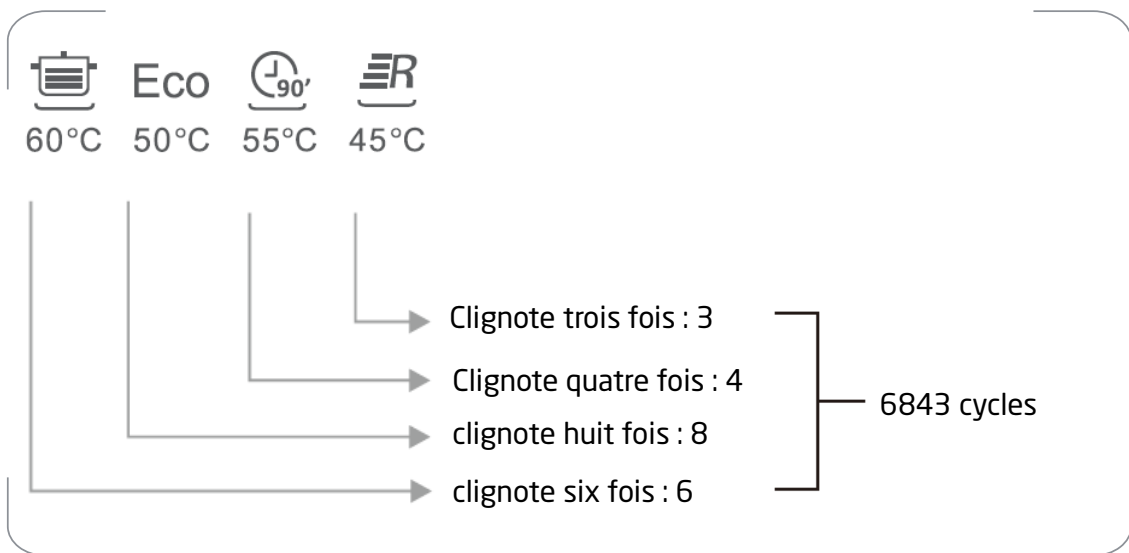 Eco 90' R
60°C 50°C 55°C 45°C
Clignote trois fois : 3
Clignote quatre fois : 4
6843 cycles
clignote huit fois : 8
clignote six fois : 6